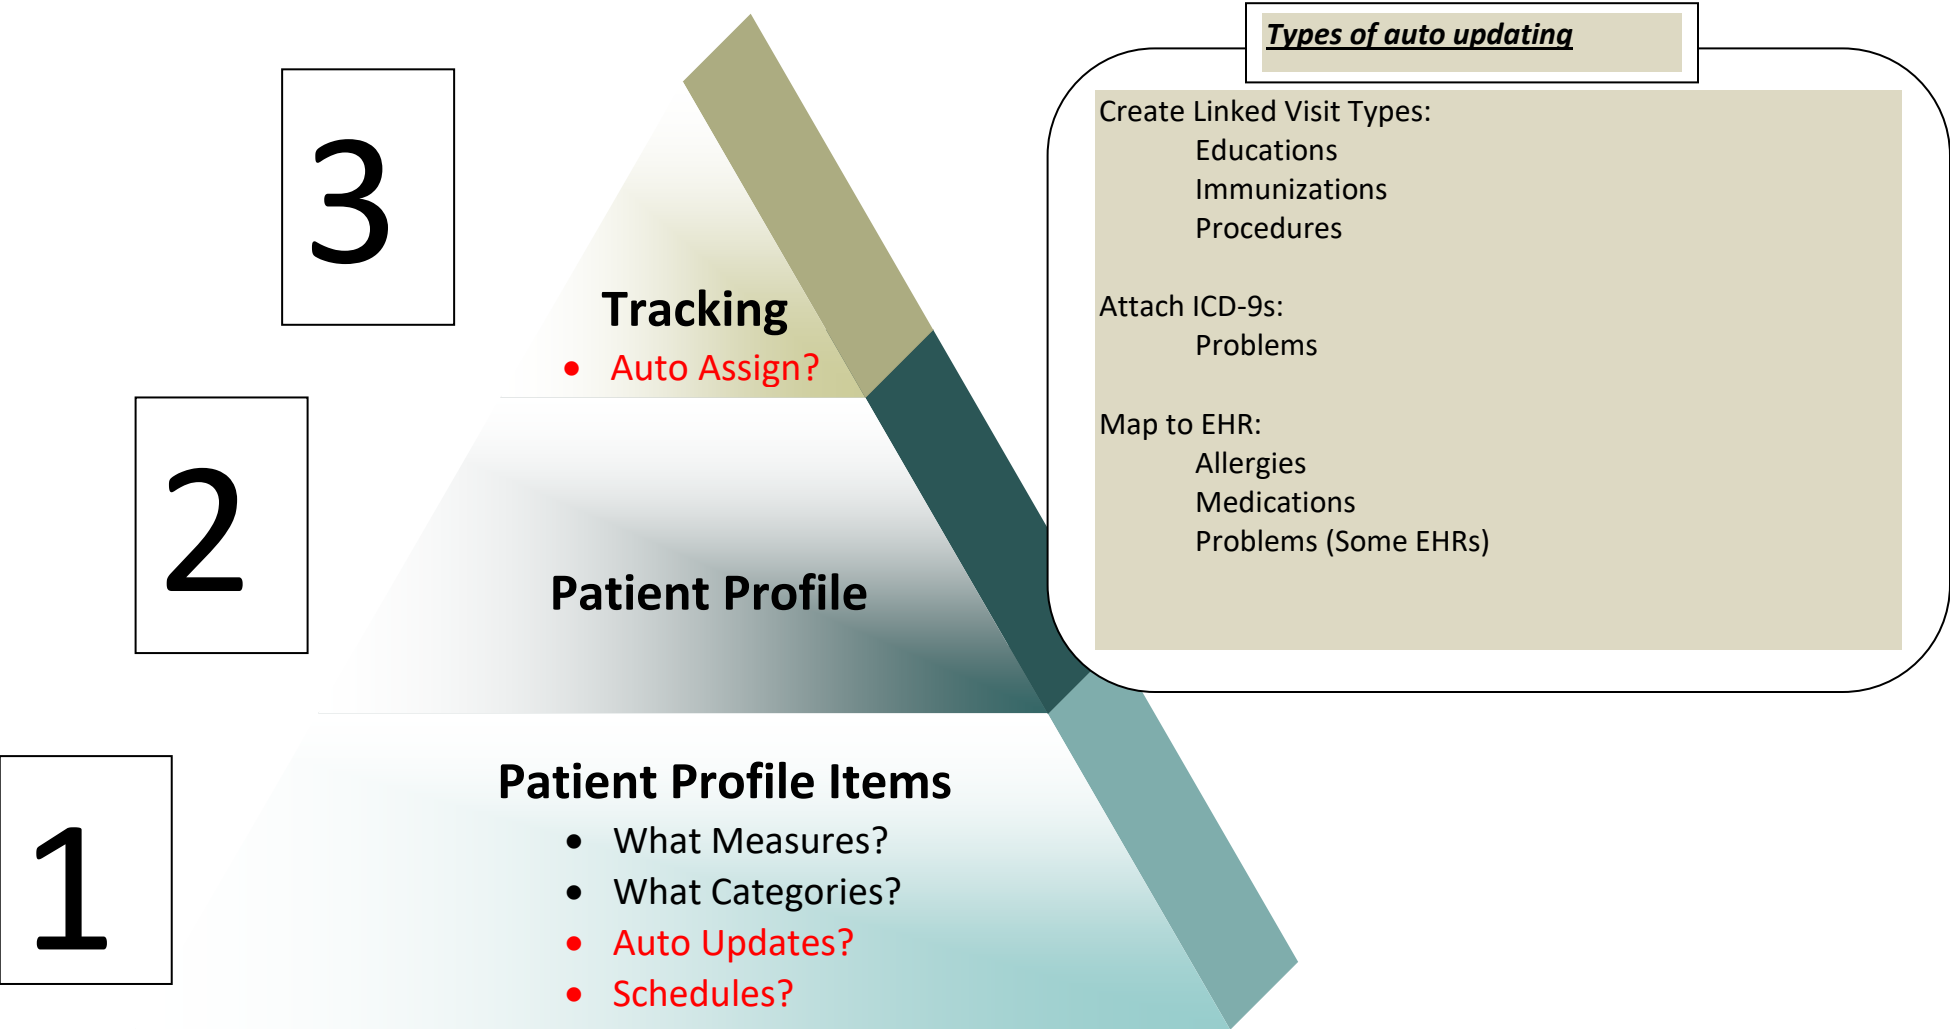 3
Tracking
• Auto Assign?
2
Patient Profile
1
Patient Profile Items
• What Measures?
• What Categories?
• Auto Updates?
• Schedules?
Types of auto updating
Create Linked Visit Types:
Educations
Immunizations
Procedures
Attach ICD-9s:
Problems
Map to EHR:
Allergies
Medications
Problems (Some EHRs)